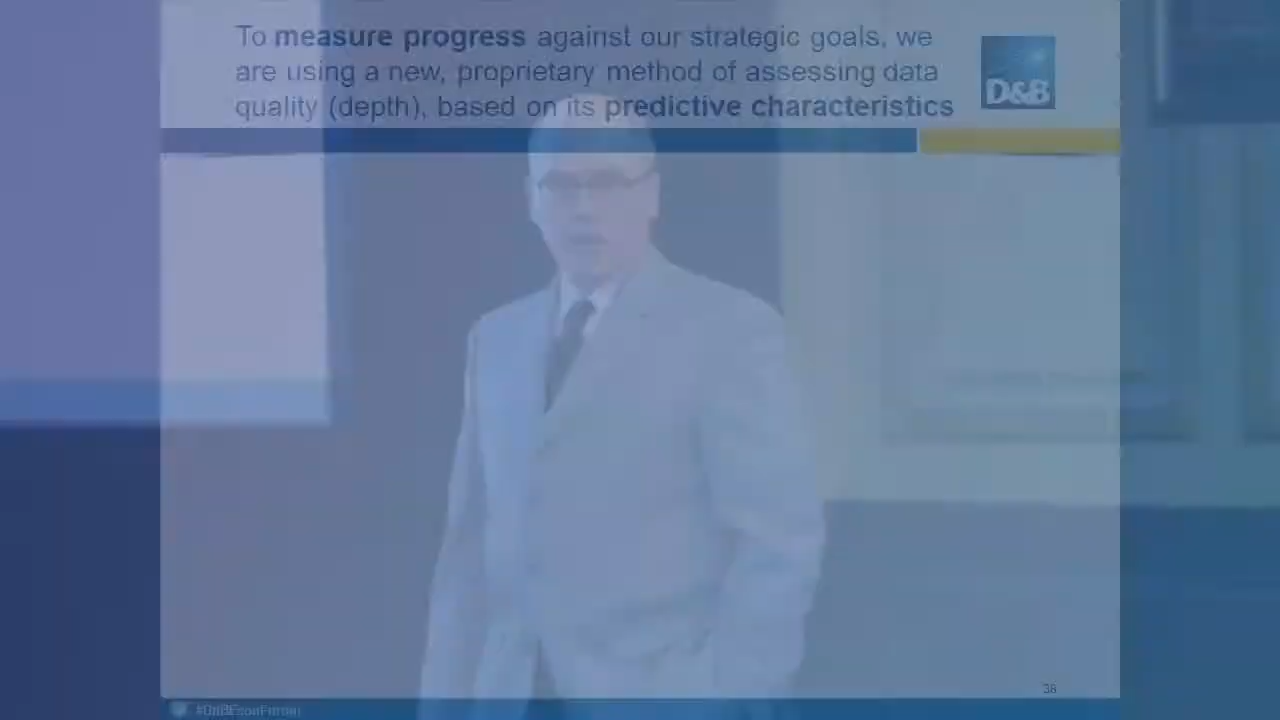 To measure progress against our strategic goals, we
are using a new, proprietary method of assessing data
quality (depth), based on its predictive characteristics
D&B
38